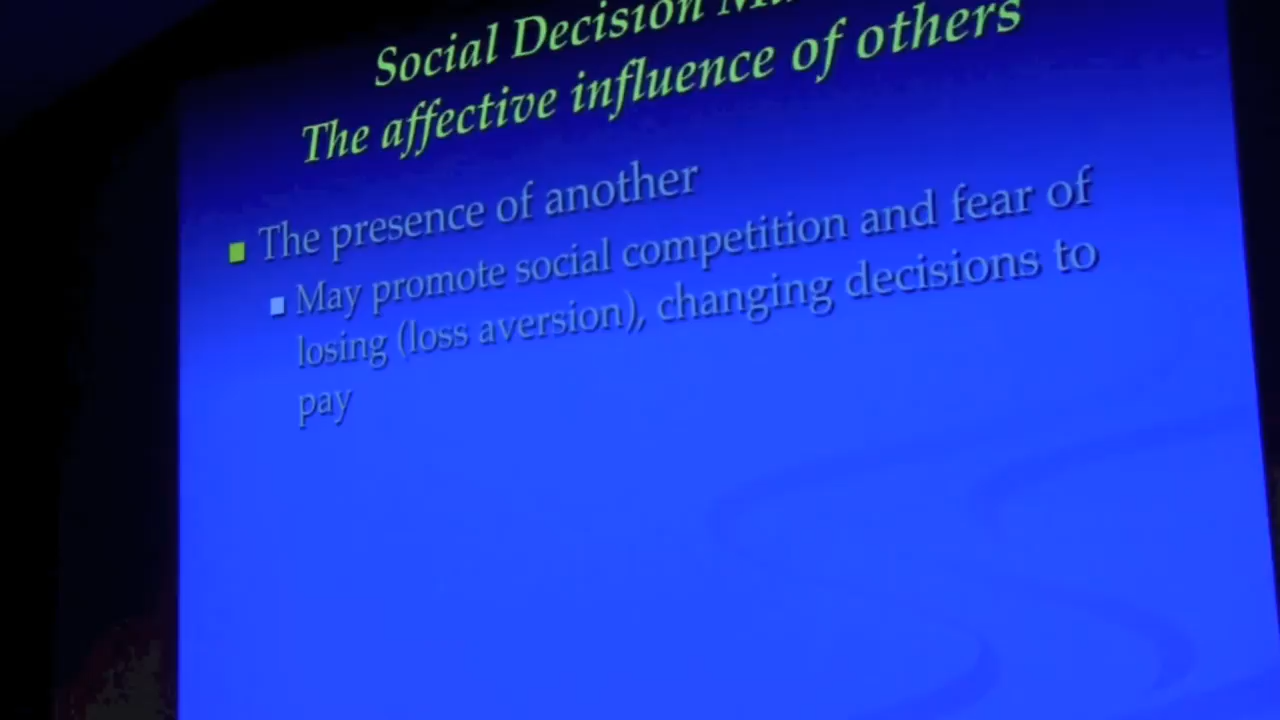 Social Decision
The affective influence of others
The presence of another
May promote social competition and fear of
losing (loss aversion), changing decisions to
pay